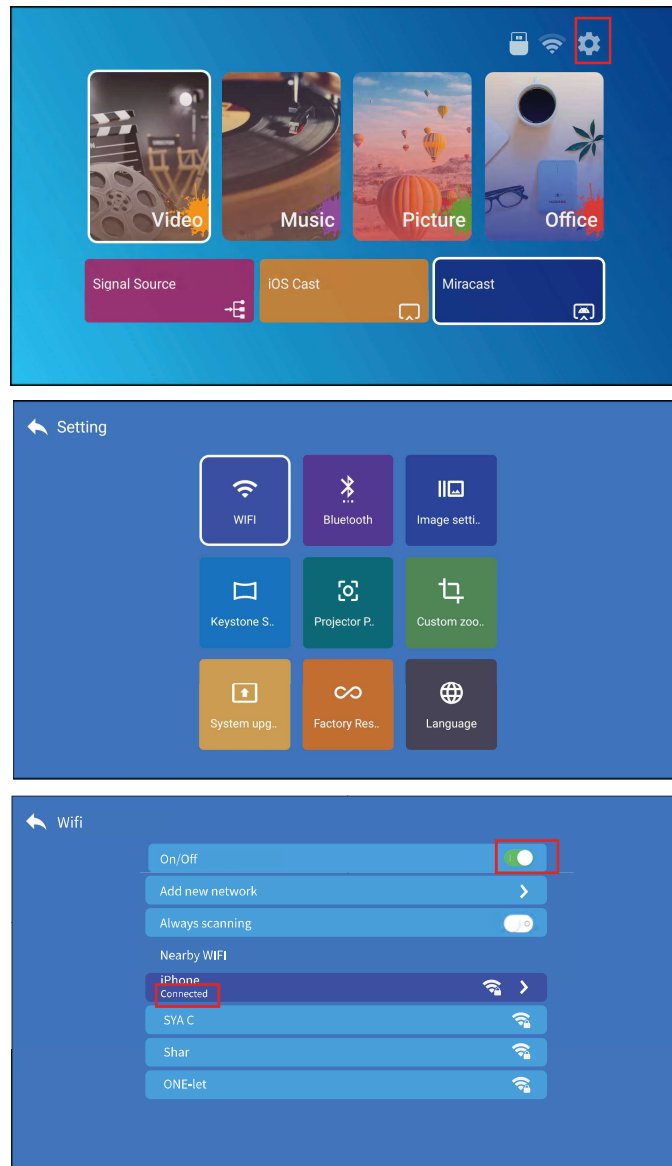 Video
Music
Picture
Office
Signal Source
iOS Cast
Miracast
Setting
WIFI
Bluetooth
Image setti..
Keystone S..
Projector P..
Custom zoo..
System upg..
Factory Res..
Language
Wifi
On/Off
Add new network
Always scanning
Nearby WIFI
iPhone
Connected
SYA C
Shar
ONE-let